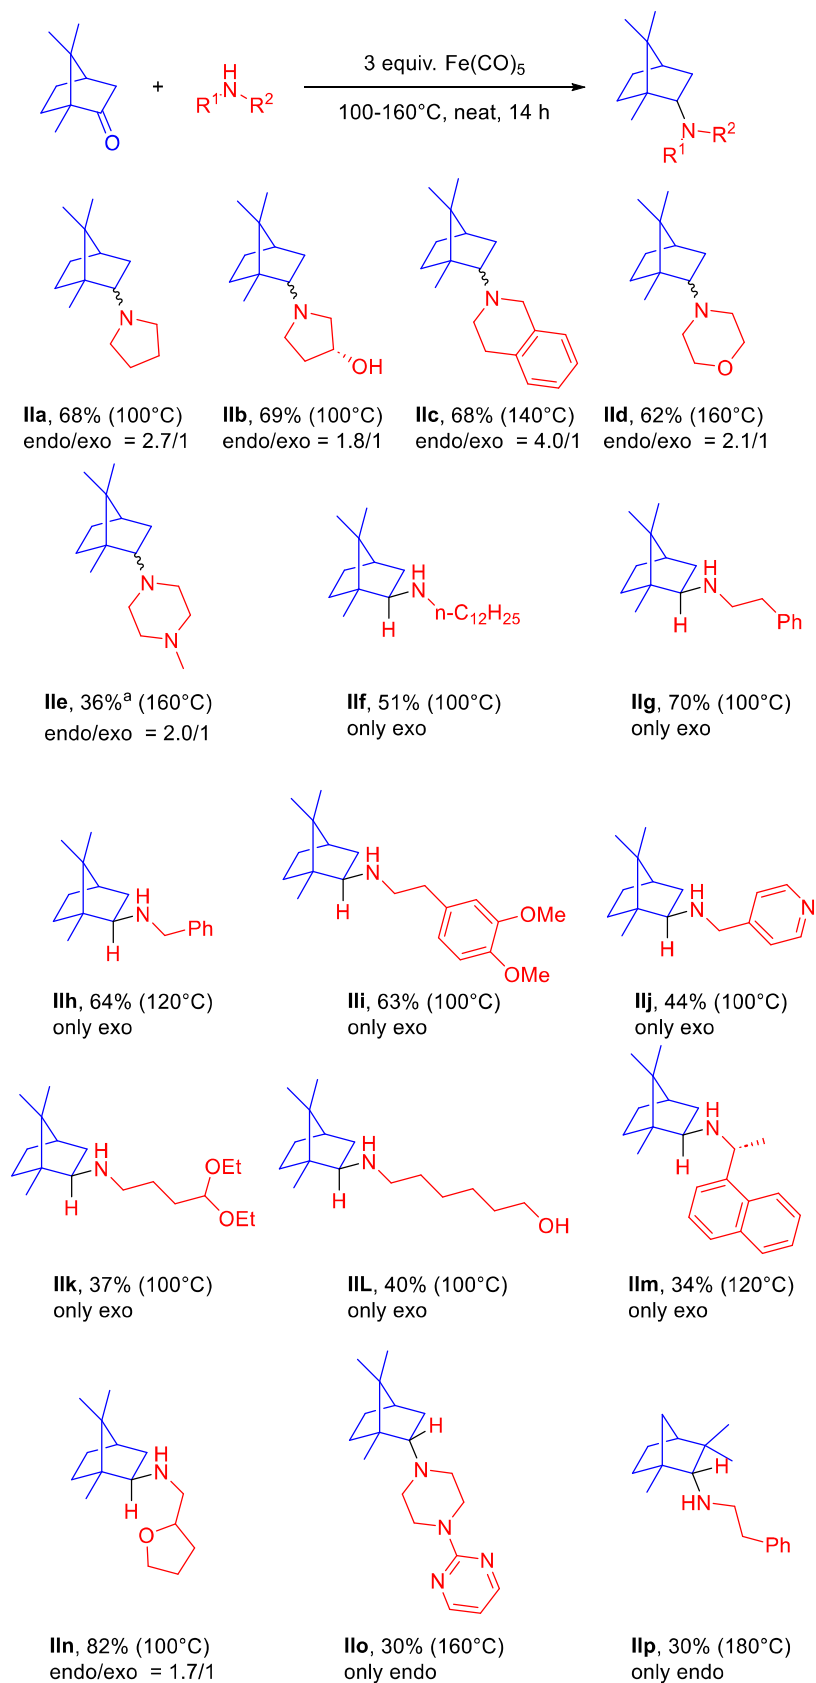 3 equiv. Fe(CO)5
+
H
N
R1 R2
100-160°C, neat, 14 h
O
N
R1 R2
N
N
OH
N
N
O
IIa, 68% (100°C) IIb, 69% (100°C) IIc, 68% (140°C) IId, 62% (160°C)
endo/exo = 2.7/1 endo/exo = 1.8/1 endo/exo = 4.0/1 endo/exo = 2.1/1
N
N
H
N
H
n-C12H25
H
N
H
Ph
IIe, 36%a (160°C) IIf, 51% (100°C) IIg, 70% (100°C)
endo/exo = 2.0/1 only exo only exo
H
N
H
Ph
H
N
H
OMe
OMe
H
N
H
N
IIh, 64% (120°C) IIi, 63% (100°C) IIj, 44% (100°C)
only exo only exo only exo
H
N
H
OEt
OEt
H
N
H
OH
H
N
H
IIk, 37% (100°C) IIL, 40% (100°C) IIm, 34% (120°C)
only exo only exo only exo
H
N
H
O
H
N
N
N
N
H
HN
Ph
IIn, 82% (100°C) IIo, 30% (160°C) IIp, 30% (180°C)
endo/exo = 1.7/1 only endo only endo